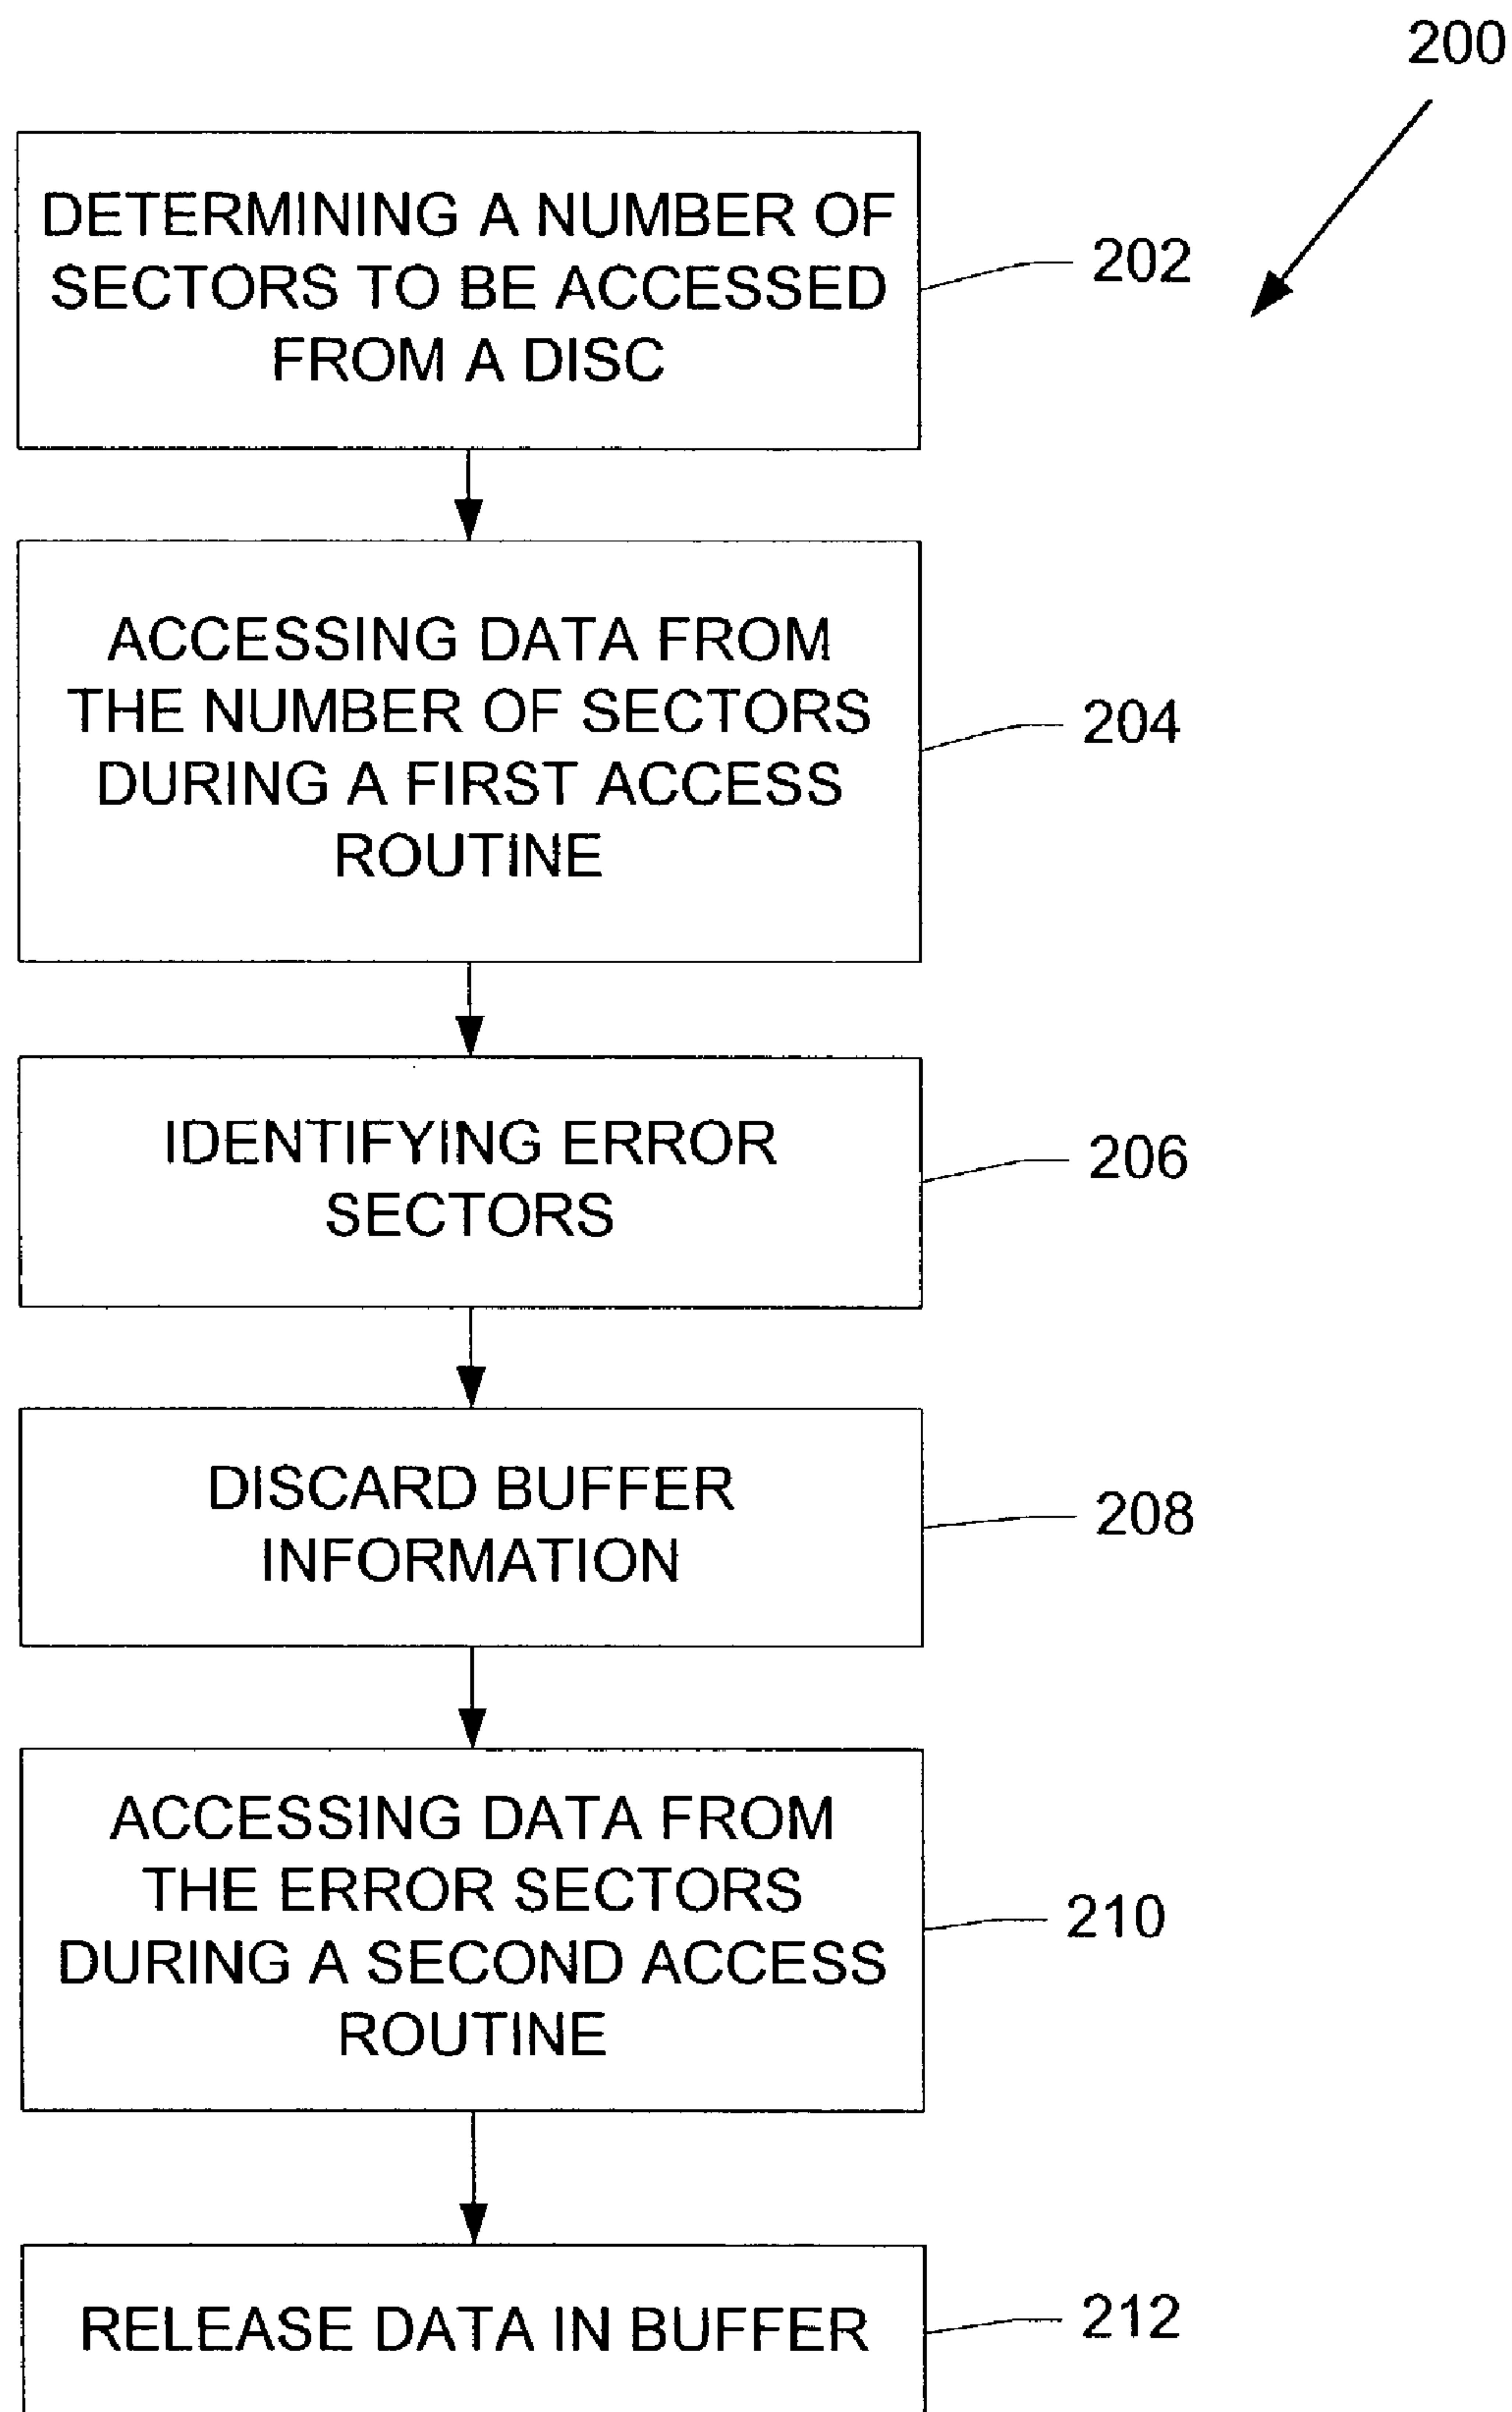 200
DETERMINING A NUMBER OF
SECTORS TO BE ACCESSED
FROM A DISC
202
ACCESSING DATA FROM
THE NUMBER OF SECTORS
DURING A FIRST ACCESS
ROUTINE
204
IDENTIFYING ERROR
SECTORS
206
DISCARD BUFFER
INFORMATION
208
ACCESSING DATA FROM
THE ERROR SECTORS
DURING A SECOND ACCESS
ROUTINE
210
RELEASE DATA IN BUFFER
212